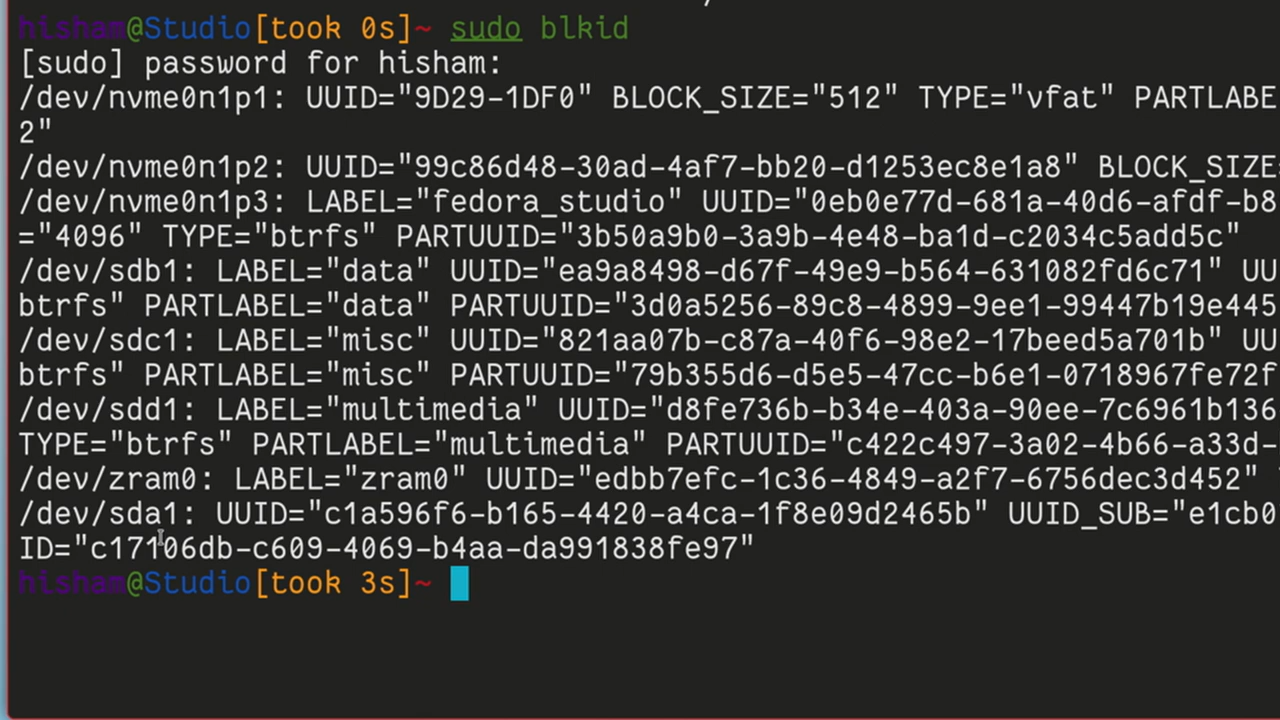 hisham@Studio[took 0s]~ sudo blkid
[sudo] password for hisham:
/dev/nvme0n1p1: UUID="9D29-1DF0" BLOCK_SIZE="512" TYPE="vfat" PARTLABE
2"
/dev/nvme0n1p2: UUID="99c86d48-30ad-4af7-bb20-d1253ec8e1a8" BLOCK_SIZE
/dev/nvme0n1p3: LABEL="fedora_studio" UUID="0eb0e77d-681a-40d6-afdf-b8
="4096" TYPE="btrfs" PARTUUID="3b50a9b0-3a9b-4e48-ba1d-c2034c5add5c"
/dev/sdb1: LABEL="data" UUID="ea9a8498-d67f-49e9-b564-631082fd6c71" UU
btrfs" PARTLABEL="data" PARTUUID="3d0a5256-89c8-4899-9ee1-99447b19e445
/dev/sdc1: LABEL="misc" UUID="821aa07b-c87a-40f6-98e2-17beed5a701b" UU
btrfs" PARTLABEL="misc" PARTUUID="79b355d6-d5e5-47cc-b6e1-0718967fe72f
/dev/sdd1: LABEL="multimedia" UUID="d8fe736b-b34e-403a-90ee-7c6961b136
TYPE="btrfs" PARTLABEL="multimedia" PARTUUID="c422c497-3a02-4b66-a33d-
/dev/zram0: LABEL="zram0" UUID="edbb7efc-1c36-4849-a2f7-6756dec3d452"
/dev/sda1: UUID="c1a596f6-b165-4420-a4ca-1f8e09d2465b" UUID_SUB="e1cb0
ID="c17106db-c609-4069-b4aa-da991838fe97"
hisham@Studio[took 3s]~